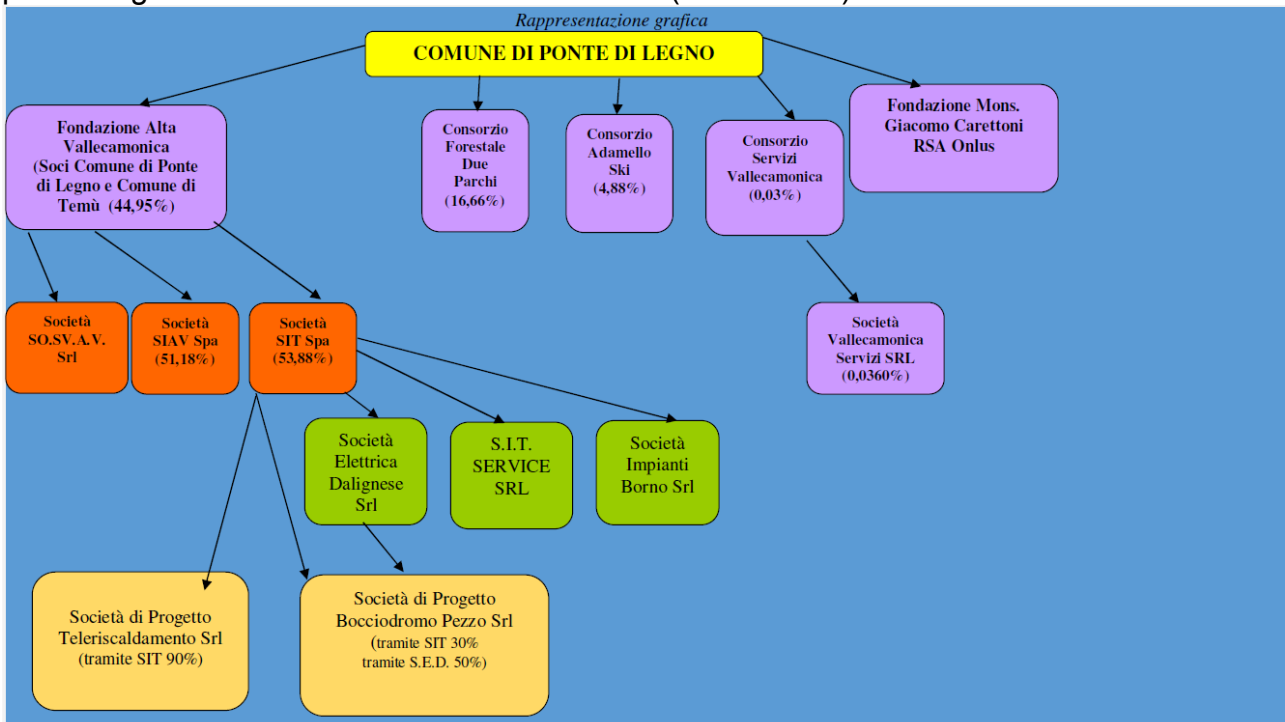 Rappresentazione grafica
COMUNE DI PONTE DI LEGNO
Fondazione Alta
Vallecamonica
(Soci Comune di Ponte
di Legno e Comune di
Temù (44,95%)
Consorzio
Forestale
Due
Parchi
(16,66%)
Consorzio
Adamello
Ski
(4,88%)
Consorzio
Servizi
Vallecamonica
(0,03%)
Fondazione Mons.
Giacomo Carettoni
RSA Onlus
Società
SO.SV.A.V.
Srl
Società
SIAV Spa
(51,18%)
Società
SIT Spa
(53,88%)
Società
Vallecamonica
Servizi SRL
(0,0360%)
Società
Elettrica
Dalignese
Srl
S.I.T.
SERVICE
SRL
Società
Impianti
Borno Srl
Società di Progetto
Teleriscaldamento Srl
(tramite SIT 90%)
Società di Progetto
Bocciodromo Pezzo Srl
(tramite SIT 30%
tramite S.E.D. 50%)